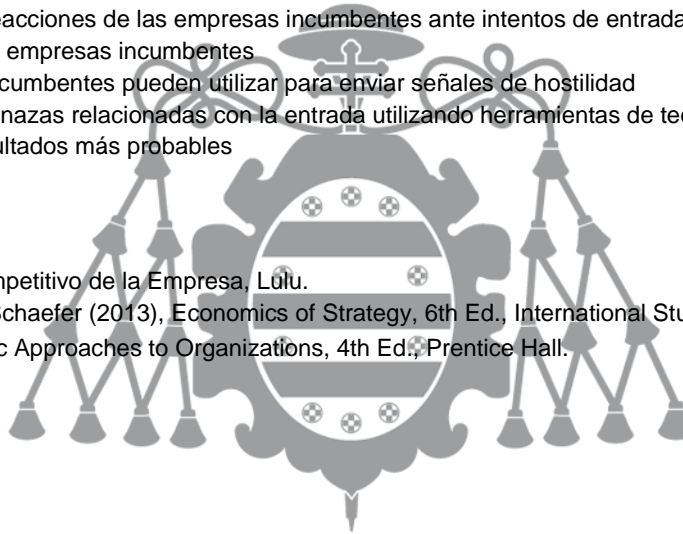 eacciones de las empresas incumbentes ante intentos de entrada
empresas incumbentes
cumbentes pueden utilizar para enviar señales de hostilidad
nazas relacionadas con la entrada utilizando herramientas de teo
ultados más probables
mpetitivo de la Empresa, Lulu.
Schaefer (2013), Economics of Strategy, 6th Ed., International Stu
c Approaches to Organizations, 4th Ed., Prentice Hall.